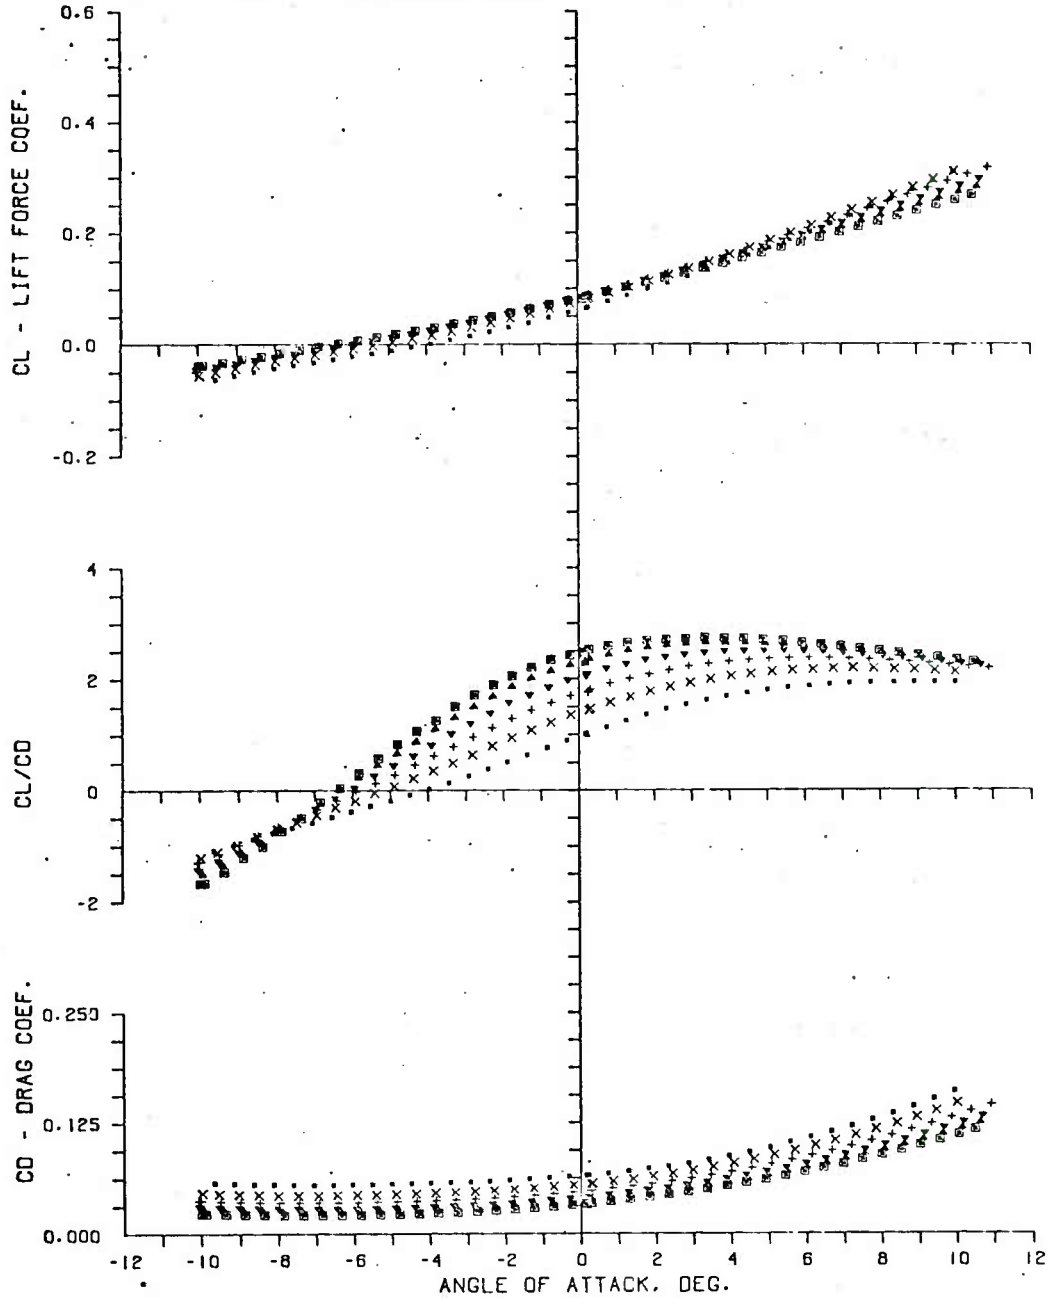 CL - LIFT FORCE COEF.
0.6
0.4
0.2
0.0
-0.2
CL/CD
4
2
0
-2
CD - DRAG COEF.
0.250
0.125
0.000
-12 -10 -8 -6 -4 -2 0 2 4 6 8 10 12
ANGLE OF ATTACK, DEG.